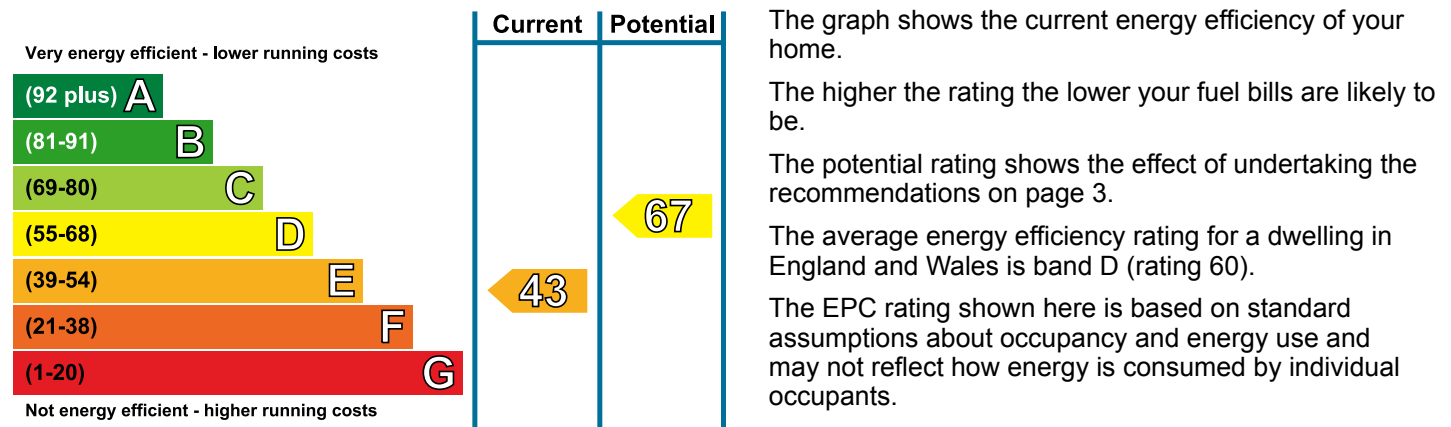 Current Potential
Very energy efficient - lower running costs
(92 plus) A
(81-91) B
(69-80) C
(55-68) D
(39-54) E
(21-38) F
(1-20) G
Not energy efficient - higher running costs
43
67
The graph shows the current energy efficiency of your
home.
The higher the rating the lower your fuel bills are likely to
be.
The potential rating shows the effect of undertaking the
recommendations on page 3.
The average energy efficiency rating for a dwelling in
England and Wales is band D (rating 60).
The EPC rating shown here is based on standard
assumptions about occupancy and energy use and
may not reflect how energy is consumed by individual
occupants.